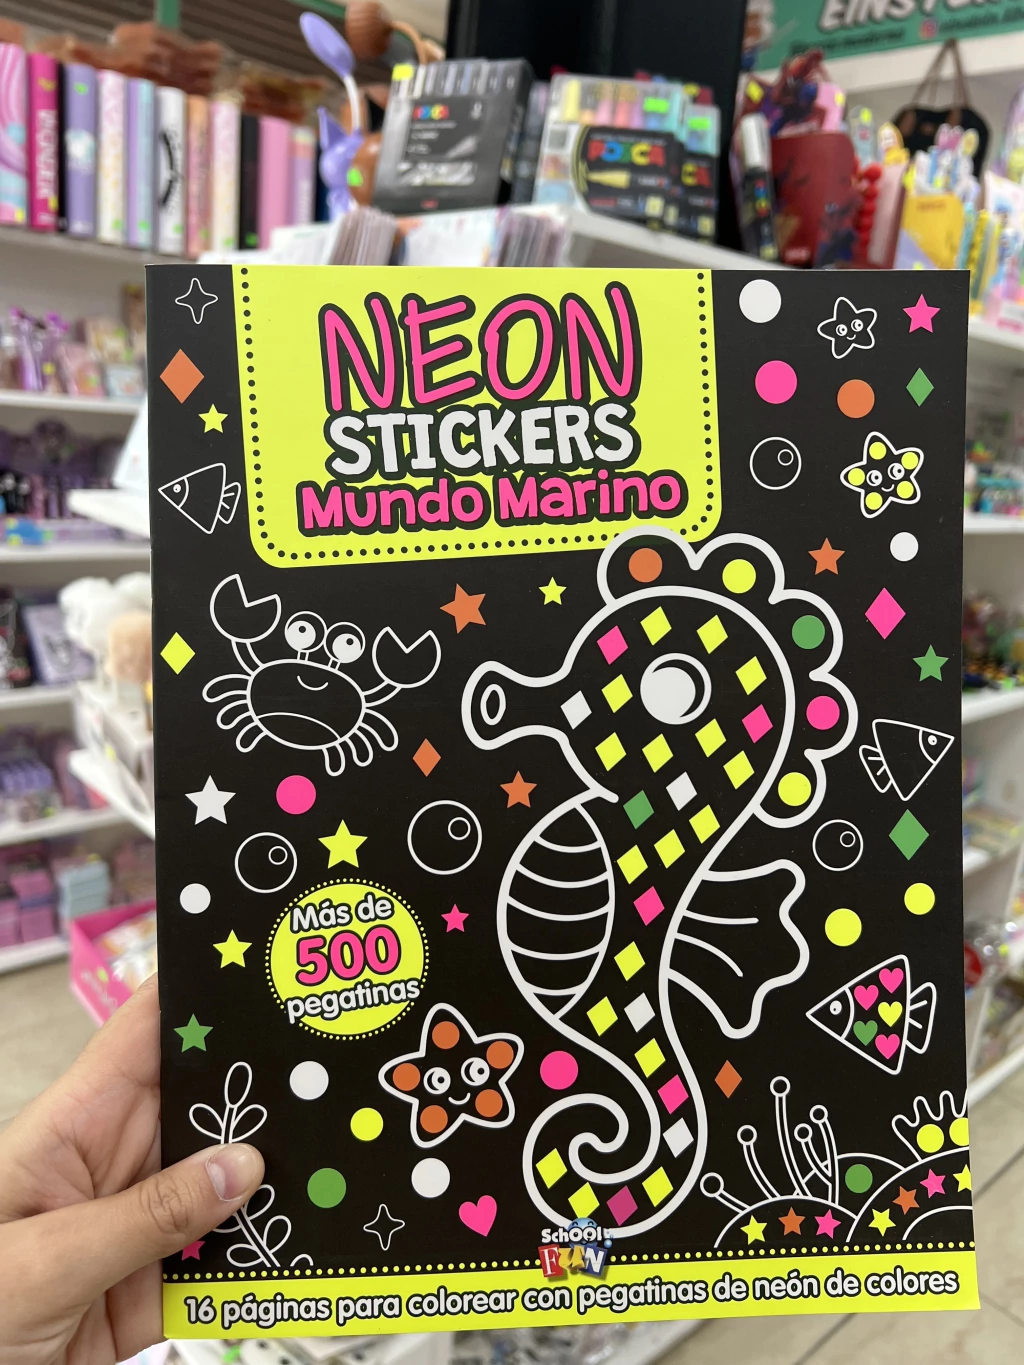 EINSTEIN
POSCA
POSCA
NEON
STICKERS
Mundo Marino
Más de
500
pegatinas
SCHOOL
FUN
16 páginas para colorear con pegatinas de neón de colores